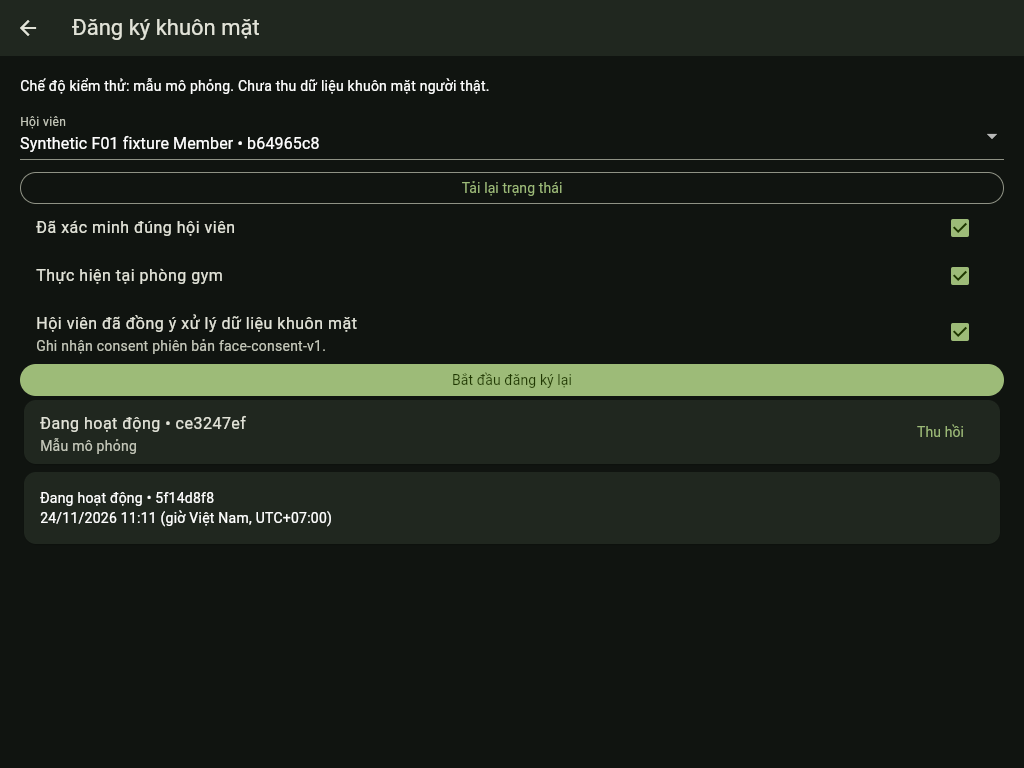 Đăng ký khuôn mặt
Chế độ kiểm thử: mẫu mô phỏng. Chưa thu dữ liệu khuôn mặt người thật.
Hội viên
Synthetic F01 fixture Member • b64965c8
Tải lại trạng thái
Đã xác minh đúng hội viên
Thực hiện tại phòng gym
Hội viên đã đồng ý xử lý dữ liệu khuôn mặt
Ghi nhận consent phiên bản face-consent-v1.
Bắt đầu đăng ký lại
Đang hoạt động • ce3247ef
Mẫu mô phỏng
Thu hồi
Đang hoạt động • 5f14d8f8
24/11/2026 11:11 (giờ Việt Nam, UTC+07:00)